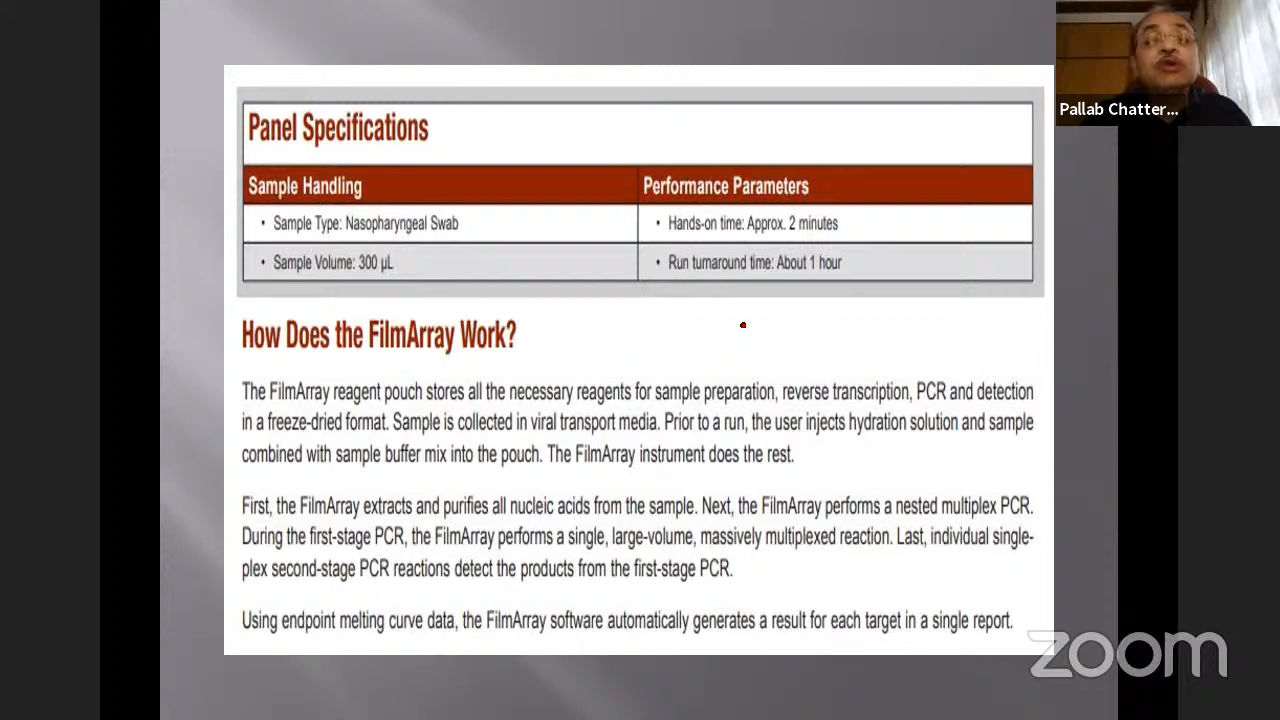 Panel Specifications
Sample Handling
Performance Parameters
• Sample Type: Nasopharyngeal Swab
• Hands-on time: Approx. 2 minutes
• Sample Volume: 300 µL
• Run turnaround time: About 1 hour
How Does the FilmArray Work?
The FilmArray reagent pouch stores all the necessary reagents for sample preparation, reverse transcription, PCR and detection
in a freeze-dried format. Sample is collected in viral transport media. Prior to a run, the user injects hydration solution and sample
combined with sample buffer mix into the pouch. The FilmArray instrument does the rest.
First, the FilmArray extracts and purifies all nucleic acids from the sample. Next, the FilmArray performs a nested multiplex PCR.
During the first-stage PCR, the FilmArray performs a single, large-volume, massively multiplexed reaction. Last, individual single-
plex second-stage PCR reactions detect the products from the first-stage PCR.
Using endpoint melting curve data, the FilmArray software automatically generates a result for each target in a single report.
Pallab Chatter...
zoom